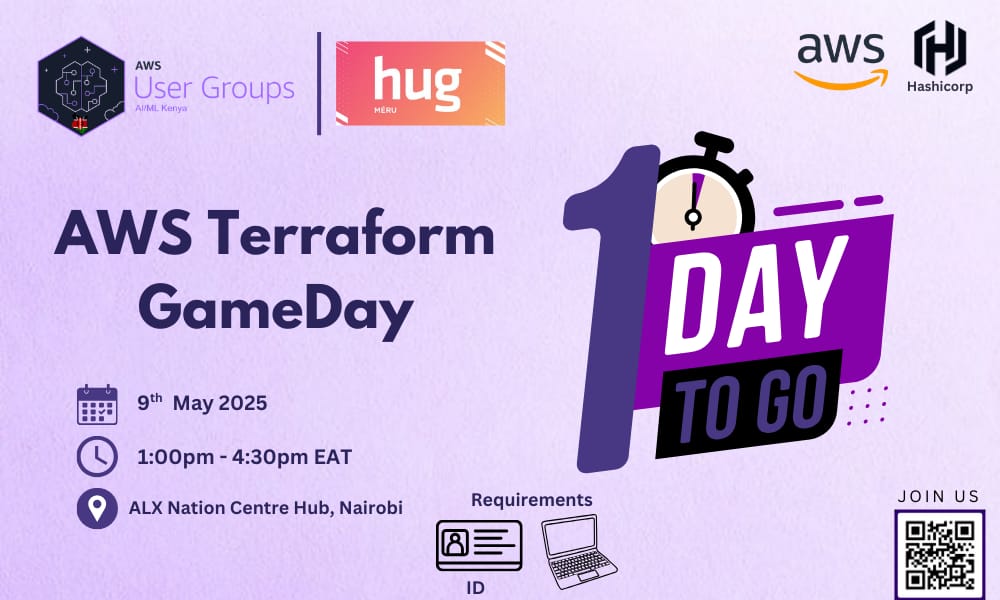 AWS
User Groups
AI/ML Kenya
hug
MERU
aws
Hashicorp
AWS Terraform
GameDay
9th May 2025
1:00pm - 4:30pm EAT
ALX Nation Centre Hub, Nairobi
1
DAY
TO GO
Requirements
ID
JOIN US